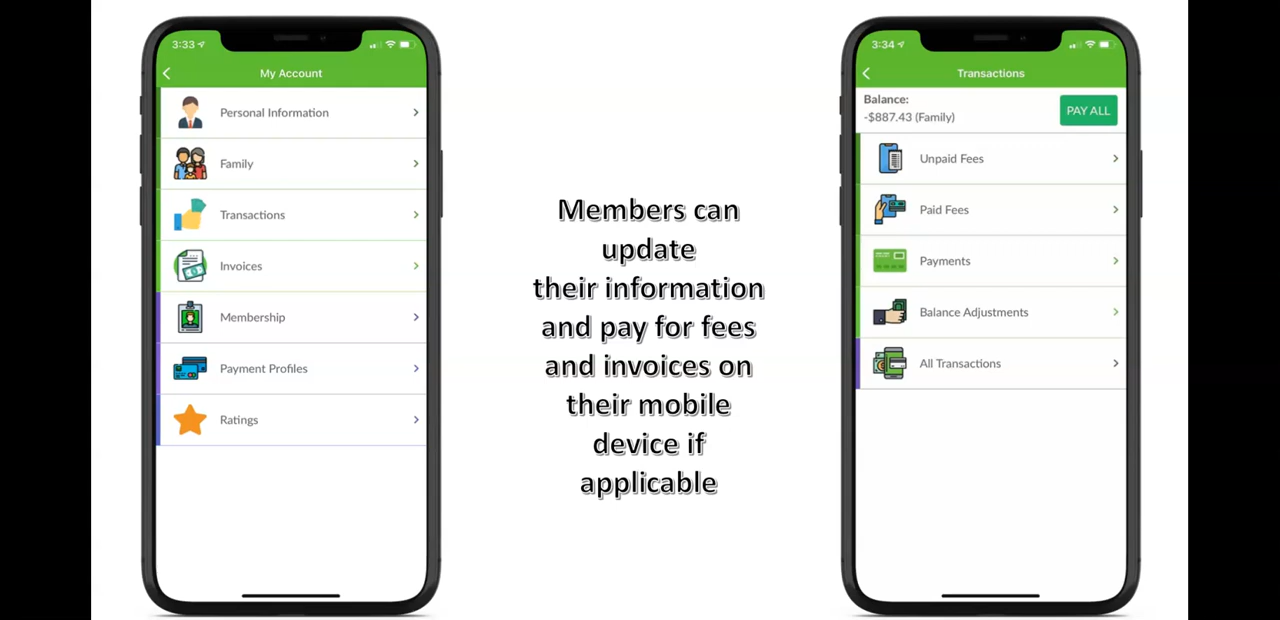 3:33
My Account
Personal Information
Family
Transactions
Invoices
Membership
Payment Profiles
Ratings
Members can
update
their information
and pay for fees
and invoices on
their mobile
device if
applicable
3:34
Transactions
Balance:
-$887.43 (Family)
PAY ALL
Unpaid Fees
Paid Fees
Payments
Balance Adjustments
All Transactions